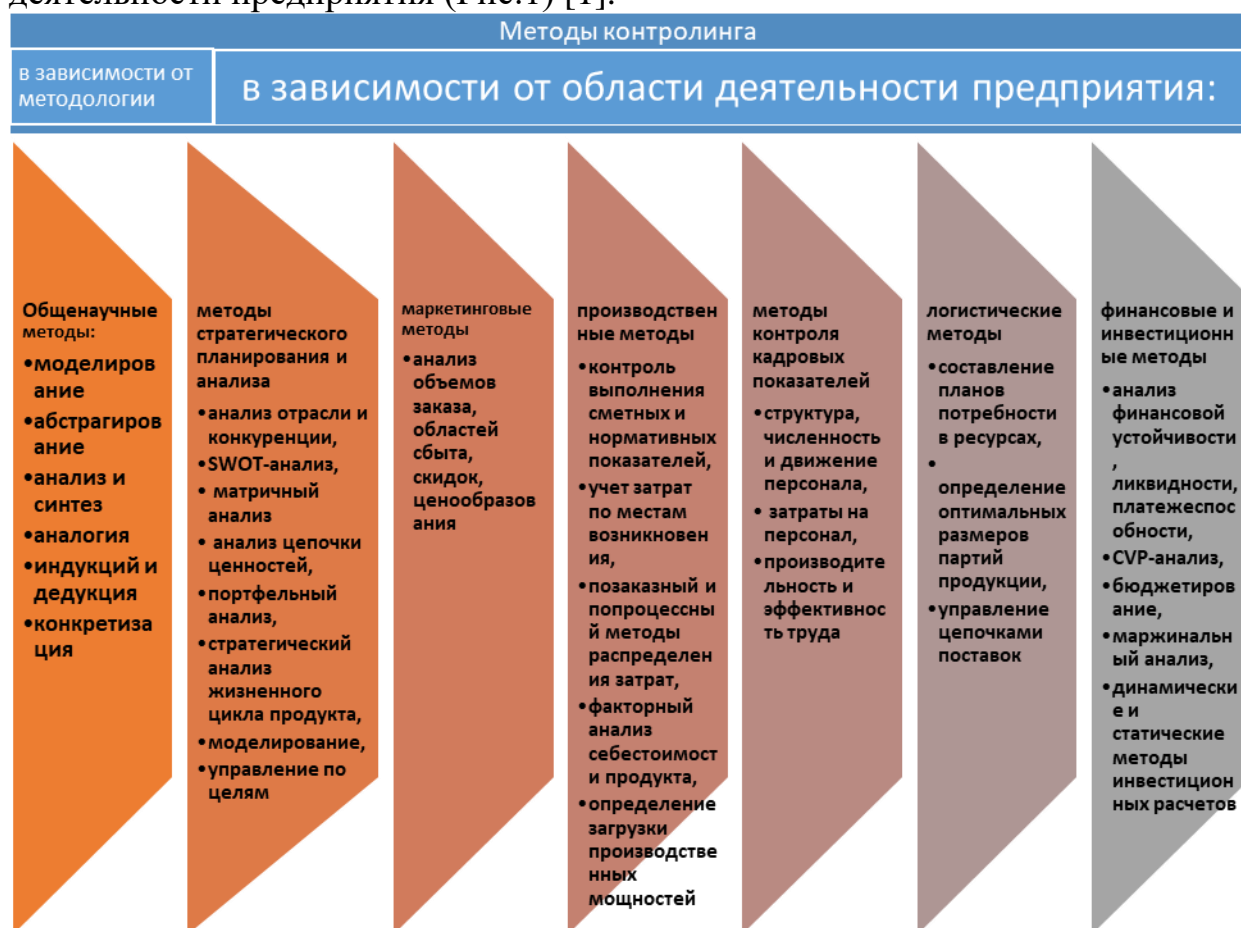 деятельности предприятия (Рис.1) [1].
Методы контролинга
в зависимости от
методологии
в зависимости от области деятельности предприятия:
Общенаучные
методы:
•моделиров
ание
•абстрагиров
ание
•анализ и
синтез
•аналогия
•индукций и
дедукция
•конкретиза
ция
методы
стратегического
планирования и
анализа
•анализ отрасли и
конкуренции,
•SWOT-анализ,
• матричный
анализ
• анализ цепочки
ценностей,
•портфельный
анализ,
•стратегический
анализ
жизненного
цикла продукта,
•моделирование,
•управление по
целям
маркетинговые
методы
•анализ
объемов
заказа,
областей
сбыта,
скидок,
ценообразов
ания
производствен
ные методы
•контроль
выполнения
сметных и
нормативных
показателей,
•учет затрат
по местам
возникновен
ия,
•позаказный и
попроцессны
й методы
распределен
ия затрат,
•факторный
анализ
себестоимост
и продукта,
•определение
загрузки
производстве
нных
мощностей
методы
контроля
кадровых
показателей
•структура,
численность
и движение
персонала,
• затраты на
персонал,
•производите
льность и
эффективнос
ть труда
логистические
методы
•составление
планов
потребности
в ресурсах,
•
определение
оптимальных
размеров
партий
продукции,
•управление
цепочками
поставок
финансовые и
инвестиционн
ые методы
•анализ
финансовой
устойчивости
,
ликвидности,
платежеспос
обности,
•CVP-анализ,
•бюджетиров
ание,
•маржинальн
ый анализ,
•динамически
е и
статические
методы
инвестицион
ных расчетов